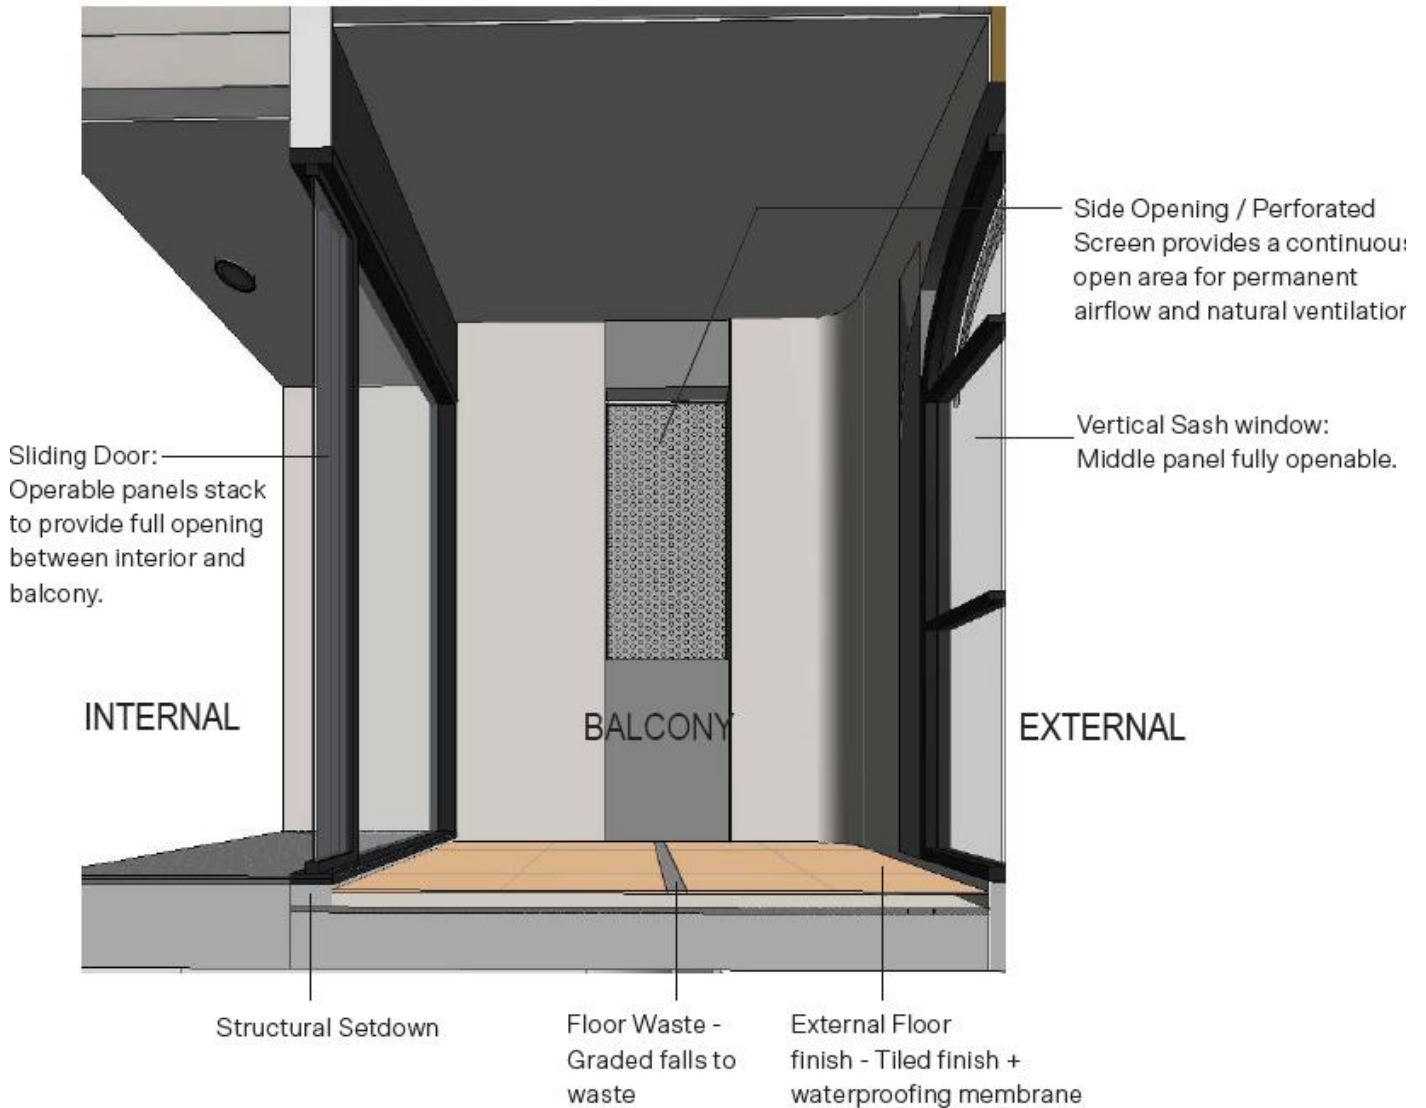 Side Opening / Perforated
Screen provides a continuous
open area for permanent
airflow and natural ventilation
Vertical Sash window:
Middle panel fully openable.
Sliding Door:
Operable panels stack
to provide full opening
between interior and
balcony.
INTERNAL
BALCONY
EXTERNAL
Structural Setdown
Floor Waste -
Graded falls to
waste
External Floor
finish - Tiled finish +
waterproofing membrane